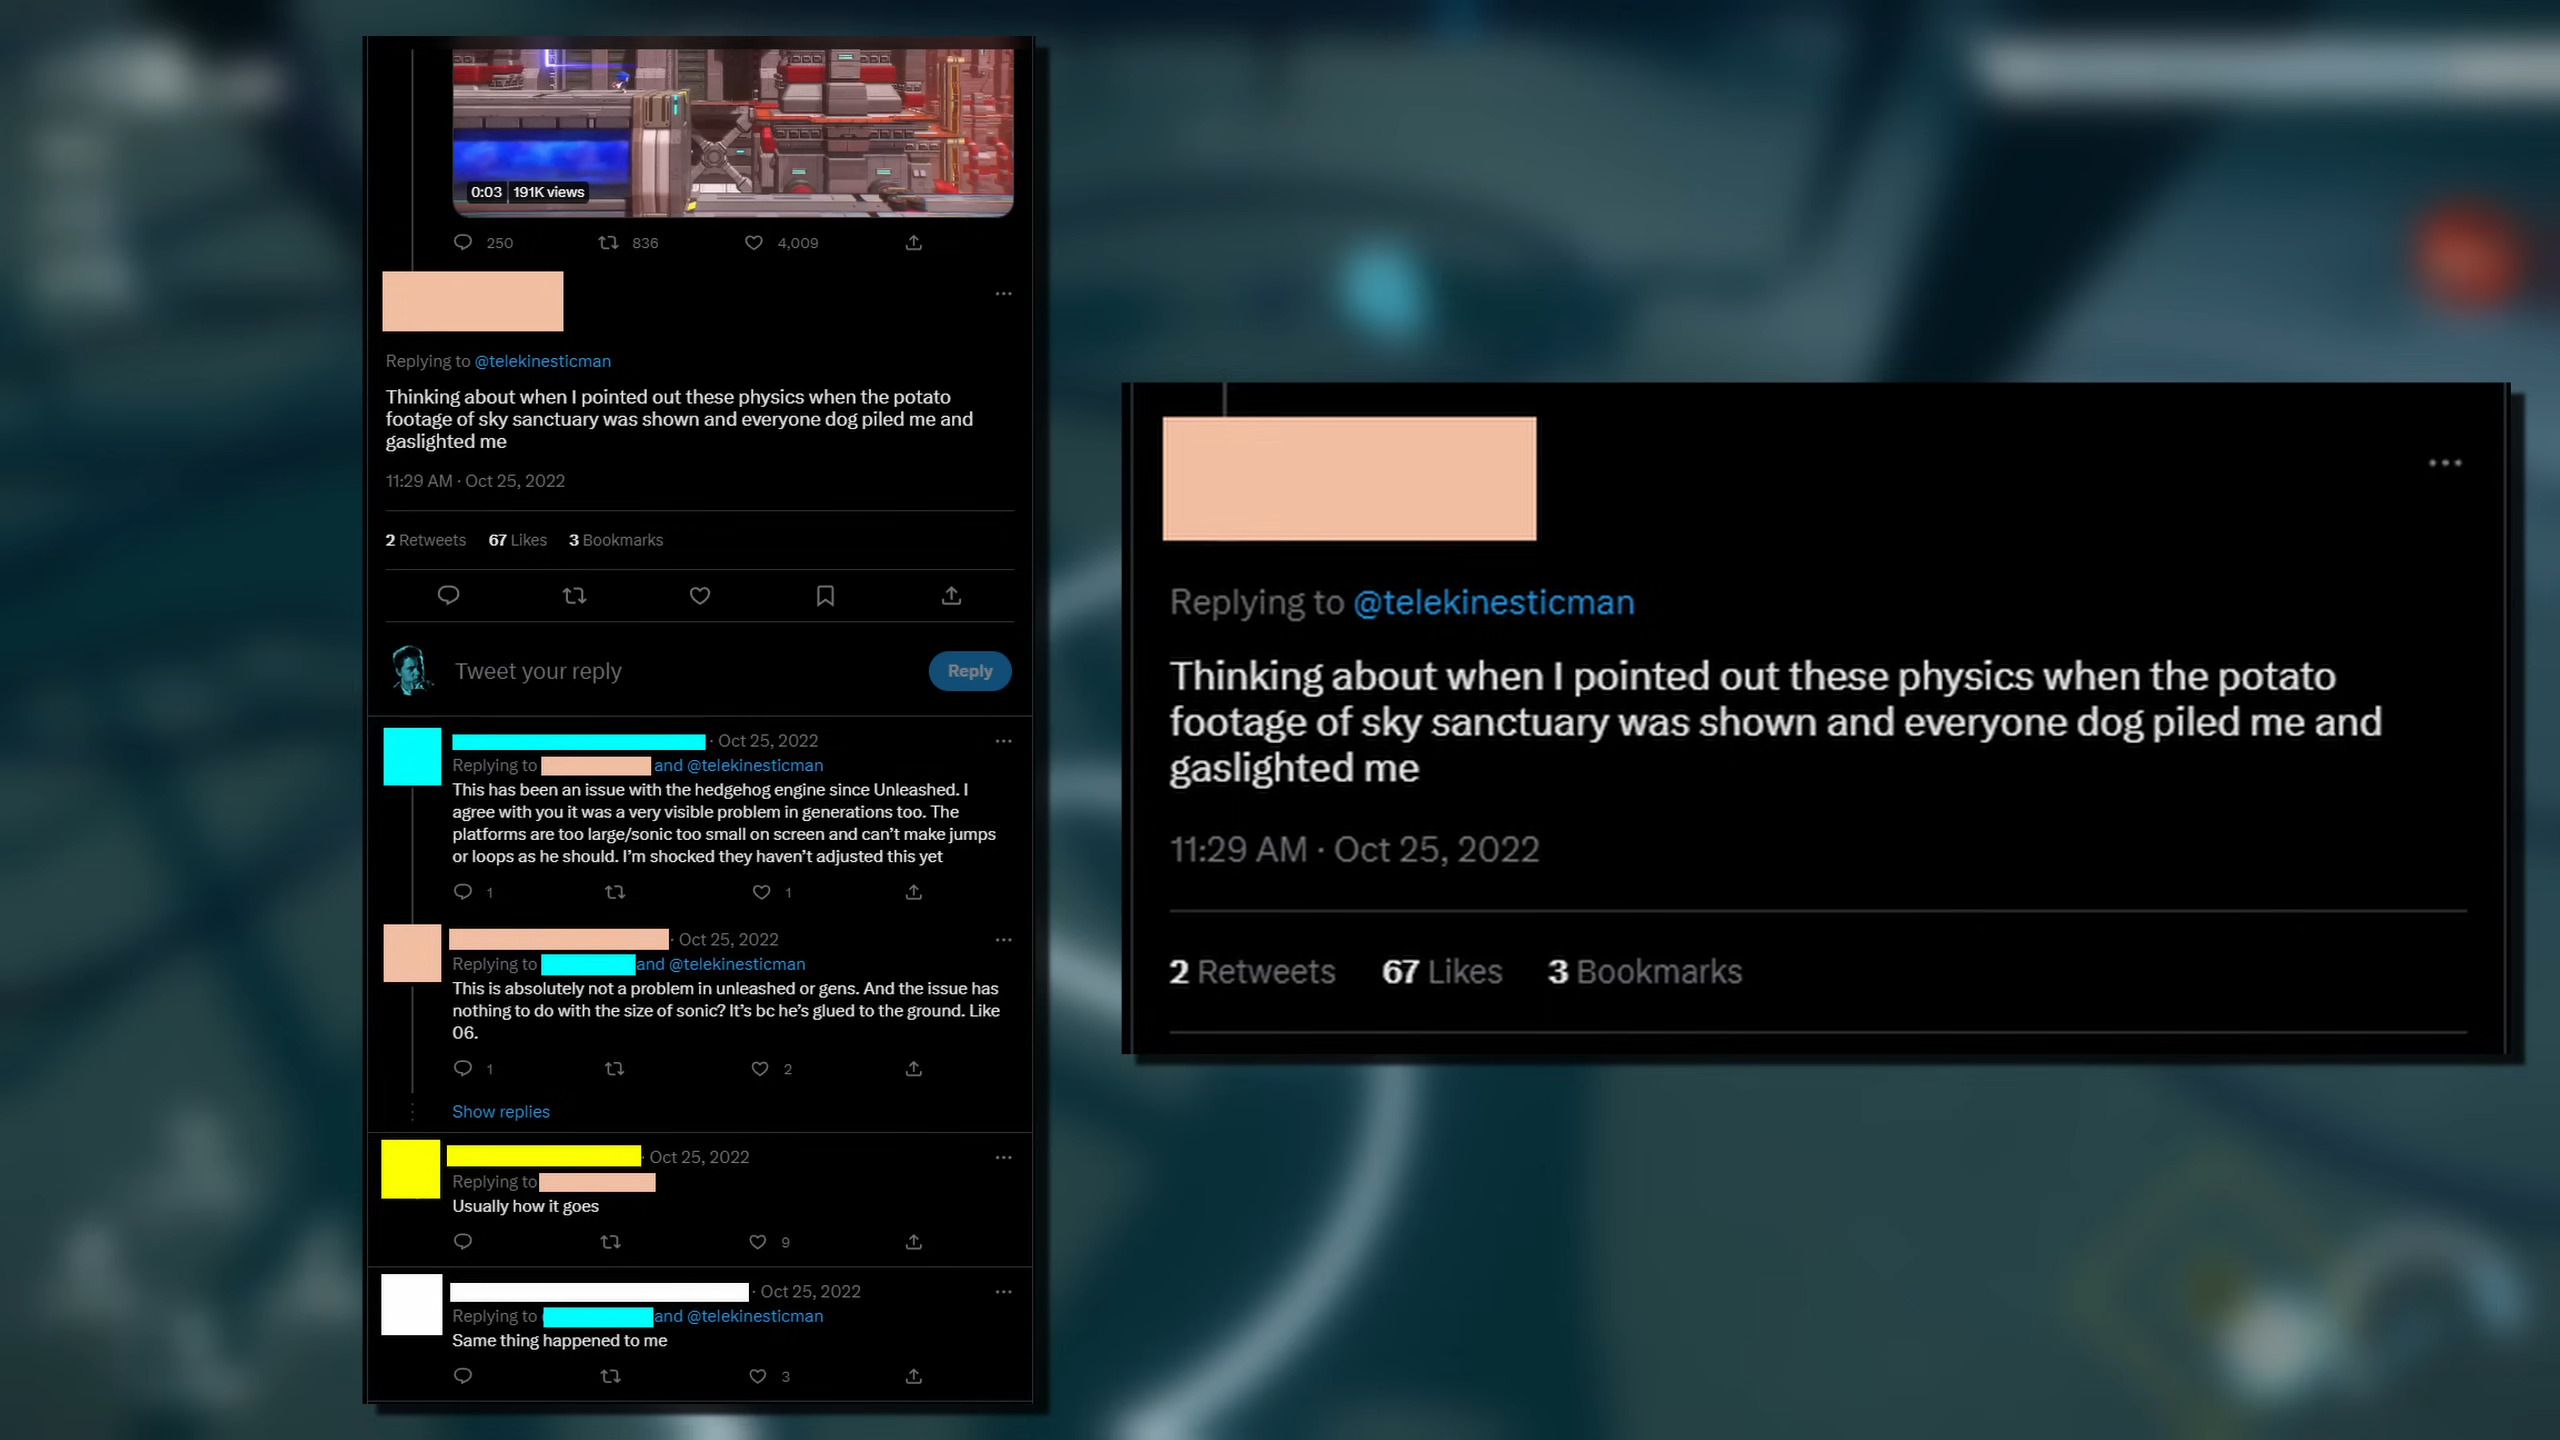 0:03 191K views
250 836 4,009
Replying to @telekinesticman
Thinking about when I pointed out these physics when the potato
footage of sky sanctuary was shown and everyone dog piled me and
gaslighted me
11:29 AM · Oct 25, 2022
2 Retweets 67 Likes 3 Bookmarks
Tweet your reply
Reply
· Oct 25, 2022
Replying to and @telekinesticman
This has been an issue with the hedgehog engine since Unleashed. I
agree with you it was a very visible problem in generations too. The
platforms are too large/sonic too small on screen and can't make jumps
or loops as he should. I'm shocked they haven't adjusted this yet
1 1
· Oct 25, 2022
Replying to and @telekinesticman
This is absolutely not a problem in unleashed or gens. And the issue has
nothing to do with the size of sonic? It's bc he's glued to the ground. Like
06.
1 2
Show replies
· Oct 25, 2022
Replying to
Usually how it goes
9
· Oct 25, 2022
Replying to and @telekinesticman
Same thing happened to me
3
Replying to @telekinesticman
Thinking about when I pointed out these physics when the potato
footage of sky sanctuary was shown and everyone dog piled me and
gaslighted me
11:29 AM · Oct 25, 2022
2 Retweets 67 Likes 3 Bookmarks